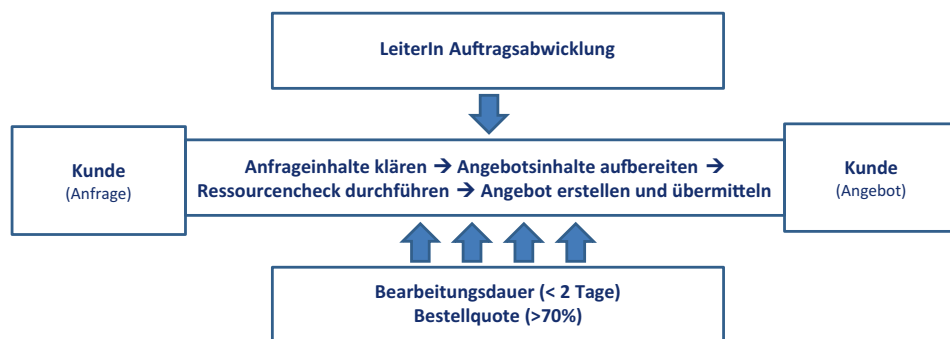 LeiterIn Auftragsabwicklung
Kunde
(Anfrage)
Anfrageinhalte klären → Angebotsinhalte aufbereiten →
Ressourcencheck durchführen → Angebot erstellen und übermitteln
Kunde
(Angebot)
Bearbeitungsdauer (< 2 Tage)
Bestellquote (>70%)